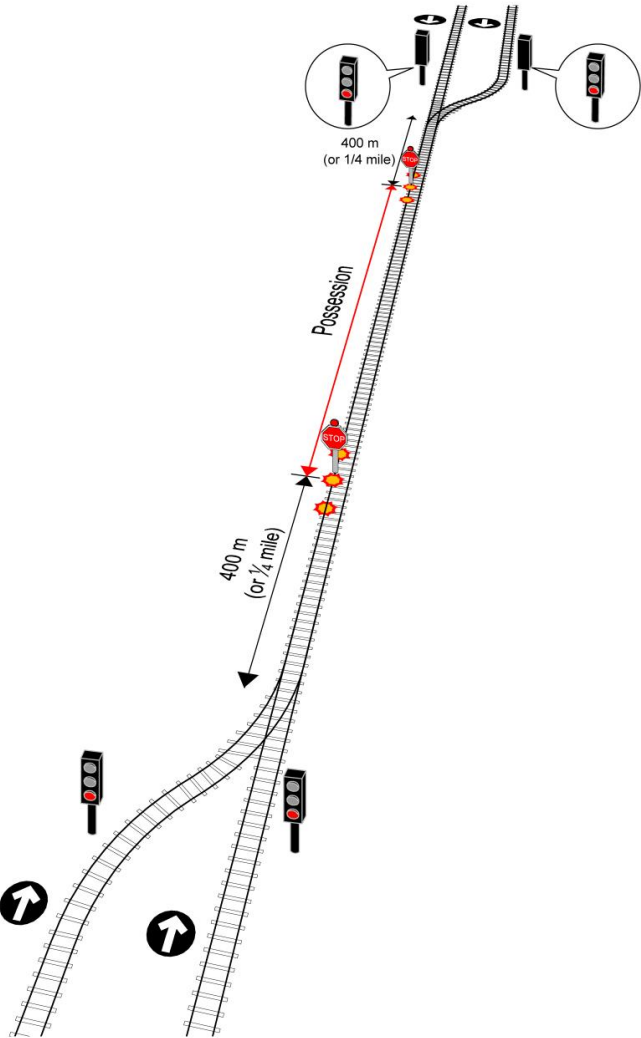 400 m
(or 1/4 mile)
STOP
Possession
STOP
400 m
(or ¼ mile)